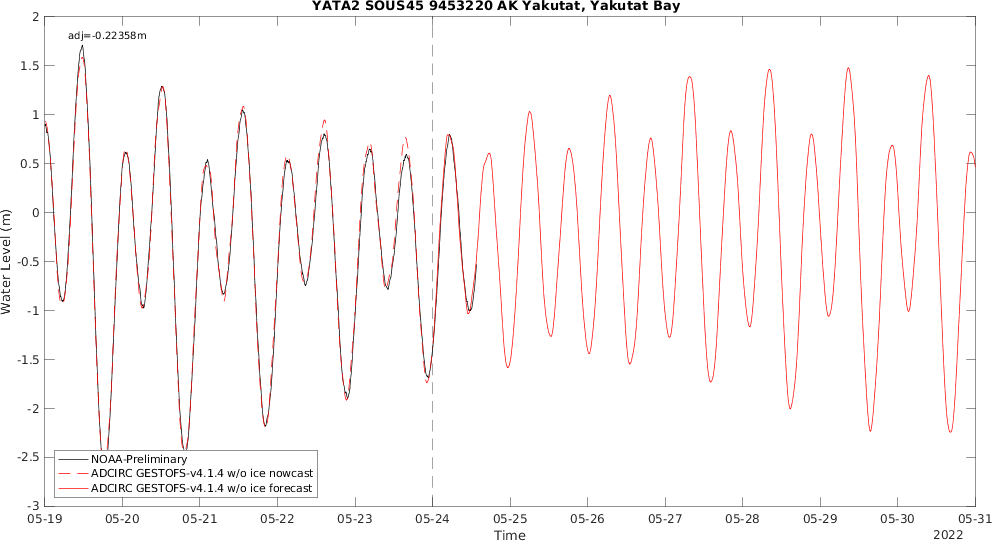 YATA2 SOUS45 9453220 AK Yakutat, Yakutat Bay
adj=-0.22358m
2
1.5
1
0.5
0
-0.5
-1
-1.5
-2
-2.5
-3
Water Level (m)
NOAA-Preliminary
ADCIRC GESTOFS-v4.1.4 w/o ice nowcast
ADCIRC GESTOFS-v4.1.4 w/o ice forecast
05-19 05-20 05-21 05-22 05-23 05-24 05-25 05-26 05-27 05-28 05-29 05-30 05-31
Time
2022